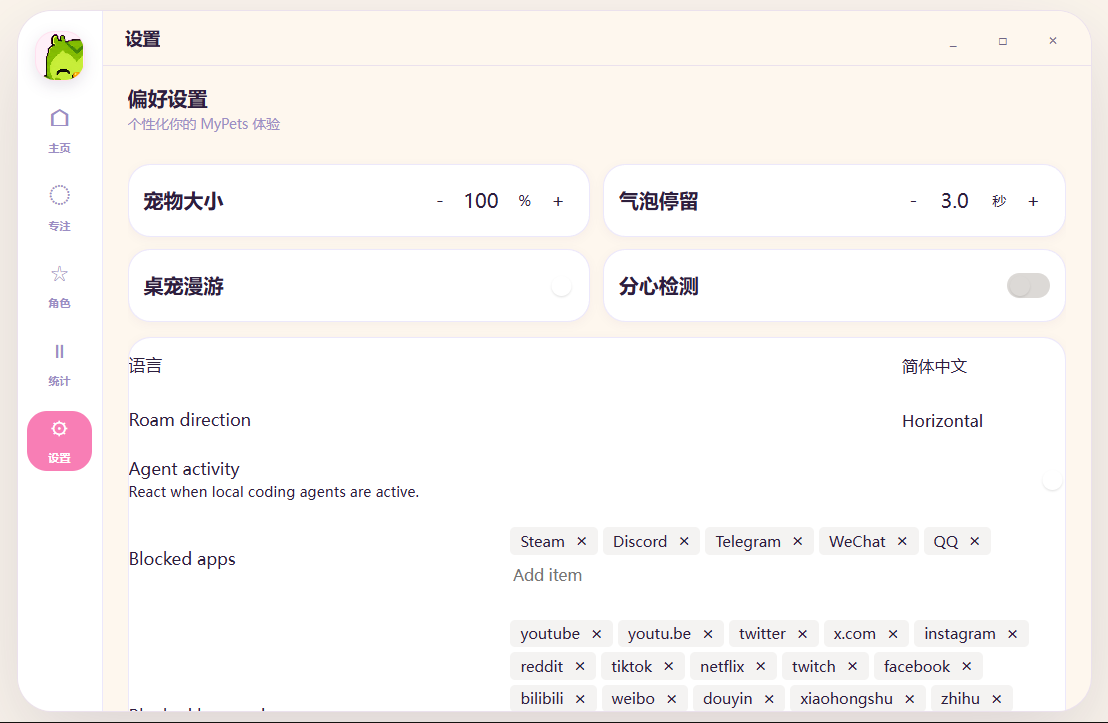 设置
主页
专注
角色
统计
设置
偏好设置
个性化你的 MyPets 体验
宠物大小 - 100 % +
气泡停留 - 3.0 秒 +
桌宠漫游
分心检测
语言 简体中文
Roam direction Horizontal
Agent activity
React when local coding agents are active.
Blocked apps
Steam ✕ Discord ✕ Telegram ✕ WeChat ✕ QQ ✕
Add item
youtube ✕ youtu.be ✕ twitter ✕ x.com ✕ instagram ✕
reddit ✕ tiktok ✕ netflix ✕ twitch ✕ facebook ✕
bilibili ✕ weibo ✕ douyin ✕ xiaohongshu ✕ zhihu ✕